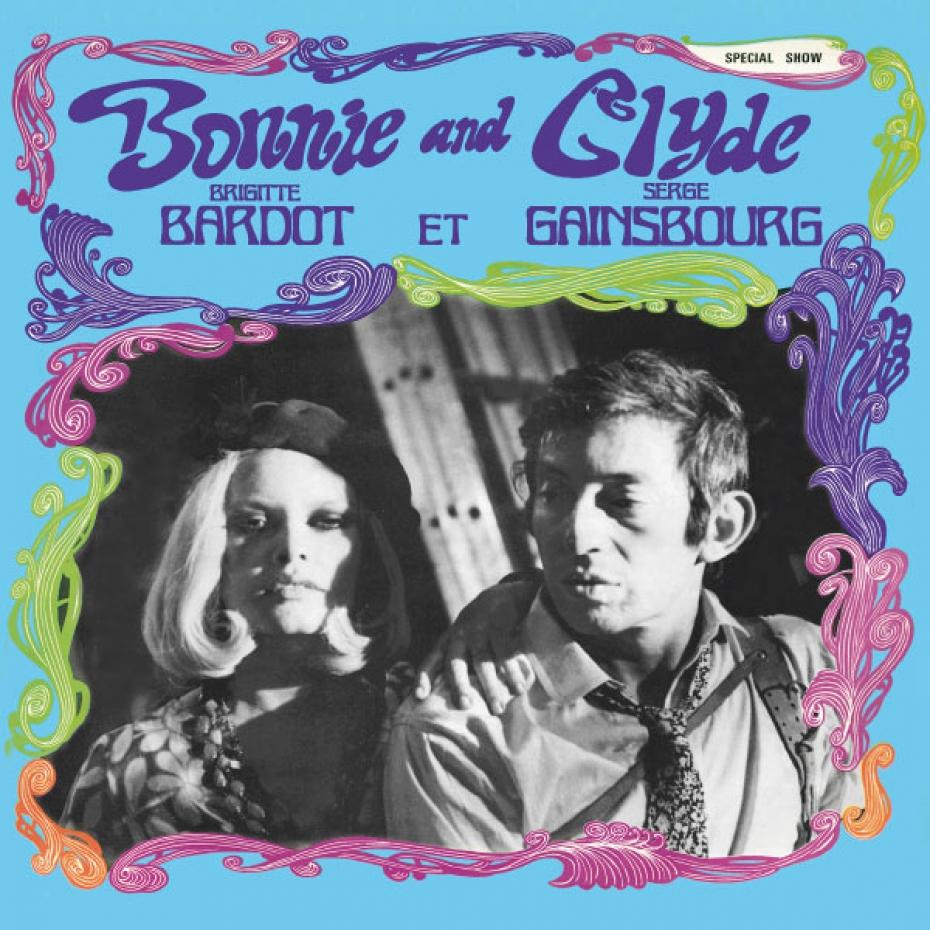 SPECIAL SHOW
Bonnie and Clyde
BRIGITTE SERGE
BARDOT ET GAINSBOURG